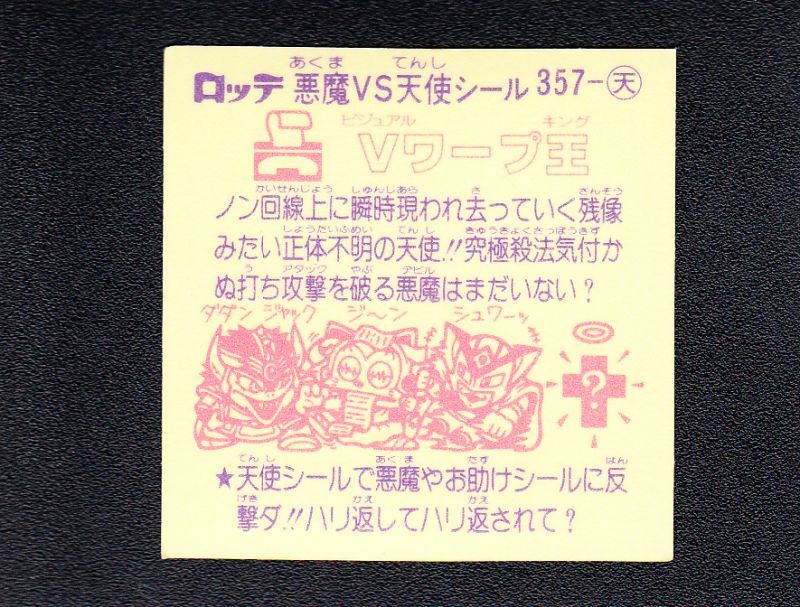 ロッテ 悪魔VS天使シール 357-天
あくま てんし
Vワープ王
ビジュアル キング
ノン回線上に瞬時現われ去っていく残像
かいせんじょう しゅんじあら さ ざんぞう
みたい正体不明の天使!!究極殺法気付か
しょうたいふめい てんし きゅうきょくさっぽうきず
ぬ打ち攻撃を破る悪魔はまだいない?
う アタック やぶ デビル
ダダン ジャック ジ〜ン シュワーッ
?
★天使シールで悪魔やお助けシールに反
てんし あくま たす はん
撃ダ!!ハリ返してハリ返されて?
げき かえ かえ